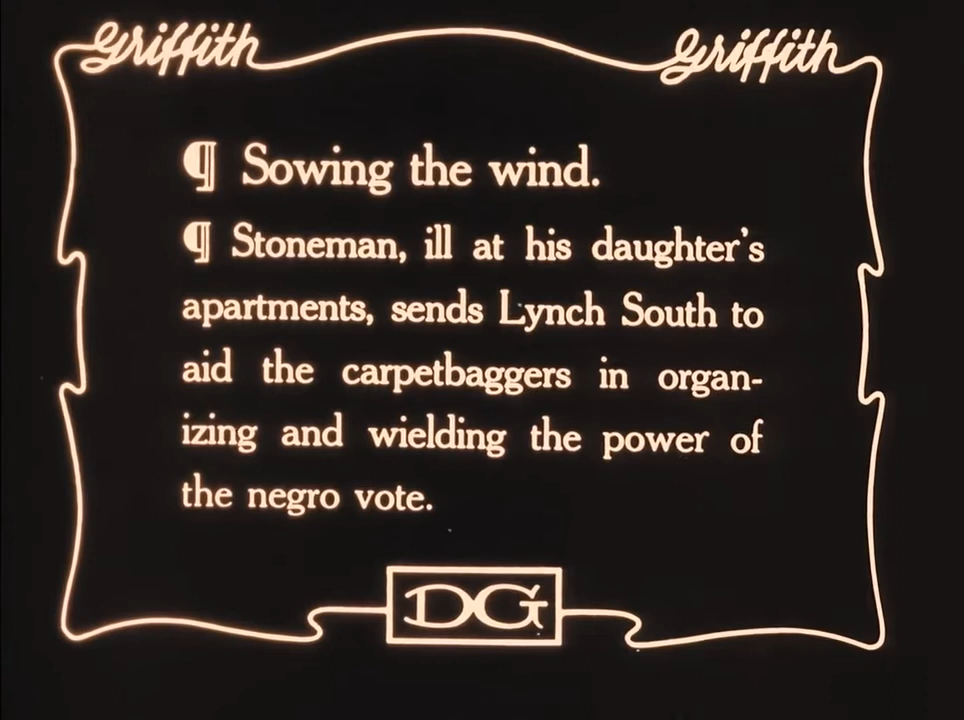 Griffith Griffith
¶ Sowing the wind.
¶ Stoneman, ill at his daughter's
apartments, sends Lynch South to
aid the carpetbaggers in organ-
izing and wielding the power of
the negro vote.
DG